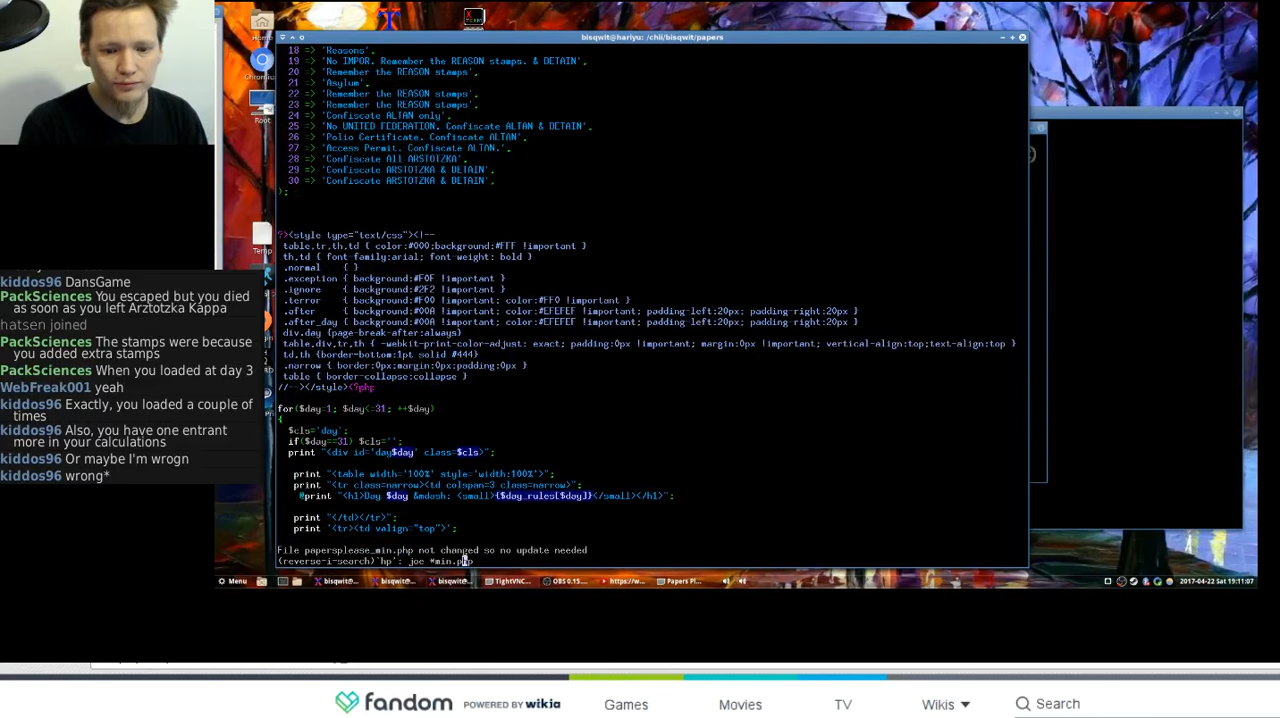 bisqwit@hariyu: /chii/bisqwit/papers
18 => 'Reasons',
19 => 'No IMPOR. Remember the REASON stamps. & DETAIN',
20 => 'Remember the REASON stamps',
21 => 'Asylum',
22 => 'Remember the REASON stamps',
23 => 'Remember the REASON stamps',
24 => 'Confiscate ALTAN only',
25 => 'No UNITED FEDERATION. Confiscate ALTAN & DETAIN',
26 => 'Polio Certificate. Confiscate ALTAN',
27 => 'Access Permit. Confiscate ALTAN.',
28 => 'Confiscate All ARSTOTZKA',
29 => 'Confiscate ARSTOTZKA & DETAIN',
30 => 'Confiscate ARSTOTZKA & DETAIN',
);
?><style type="text/css"><!--
table,tr,th,td { color:#000;background:#FFF !important }
th,td { font-family:arial; font-weight: bold }
.normal { }
.exception { background:#F0F !important }
.ignore { background:#2F2 !important }
.terror { background:#F00 !important; color:#FF0 !important }
.after { background:#00A !important; color:#EFEFEF !important; padding-left:20px; padding-right:20px }
.after_day { background:#00A !important; color:#EFEFEF !important; padding-left:20px; padding-right:20px }
div.day {page-break-after:always}
table,div,tr,th { -webkit-print-color-adjust: exact; padding:0px !important; margin:0px !important; vertical-align:top;text-align:top }
td,th {border-bottom:1pt solid #444}
.narrow { border:0px;margin:0px;padding:0px }
table { border-collapse:collapse }
//--></style><?php
for($day=1; $day<=31; ++$day)
{
$cls='day';
if($day==31) $cls='';
print "<div id='day$day' class=$cls>";
print "<table width='100%' style='width:100%'>";
print "<tr class=narrow><td colspan=3 class=narrow>";
@print "<h1>Day $day &mdash; <small>{$day_rules[$day]}</small></h1>";
print "</td></tr>";
print '<tr><td valign="top">';
File papersplease_min.php not changed so no update needed
(reverse-i-search)`hp': joe *min.php
kiddos96 DansGame
PackSciences You escaped but you died
as soon as you left Arztotzka Kappa
hatsen joined
PackSciences The stamps were because
you added extra stamps
PackSciences When you loaded at day 3
WebFreak001 yeah
kiddos96 Exactly, you loaded a couple of
times
kiddos96 Also, you have one entrant
more in your calculations
kiddos96 Or maybe I'm wrogn
kiddos96 wrong*
Root
Temp
Menu
bisqwit@...
bisqwit@...
bisqwit@...
TightVNC...
OBS 0.15....
https://w...
Papers Pl...
2017-04-22 Sat 19:11:07
fandom POWERED BY wikia
Games
Movies
TV
Wikis
Search